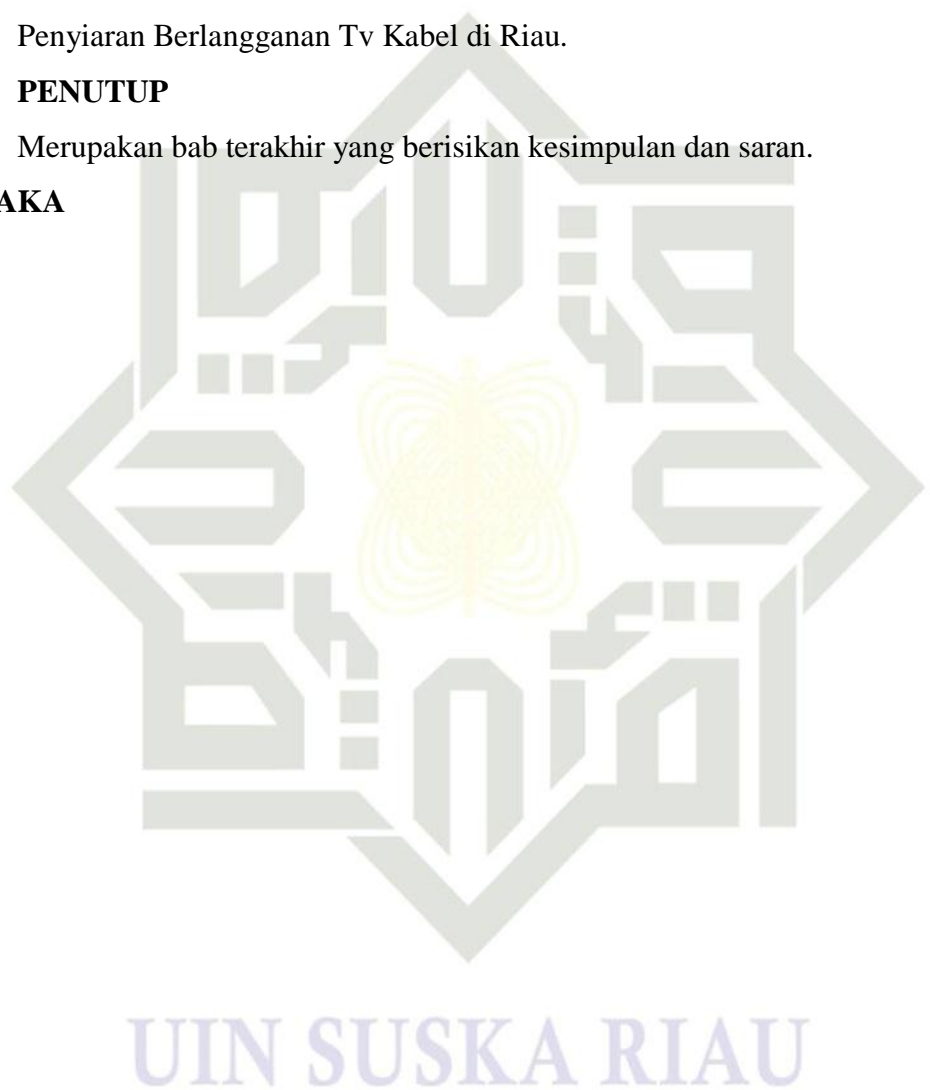 Penyiaran Berlangganan Tv Kabel di Riau.
PENUTUP
Merupakan bab terakhir yang berisikan kesimpulan dan saran.
AKA
UIN SUSKA RIAU